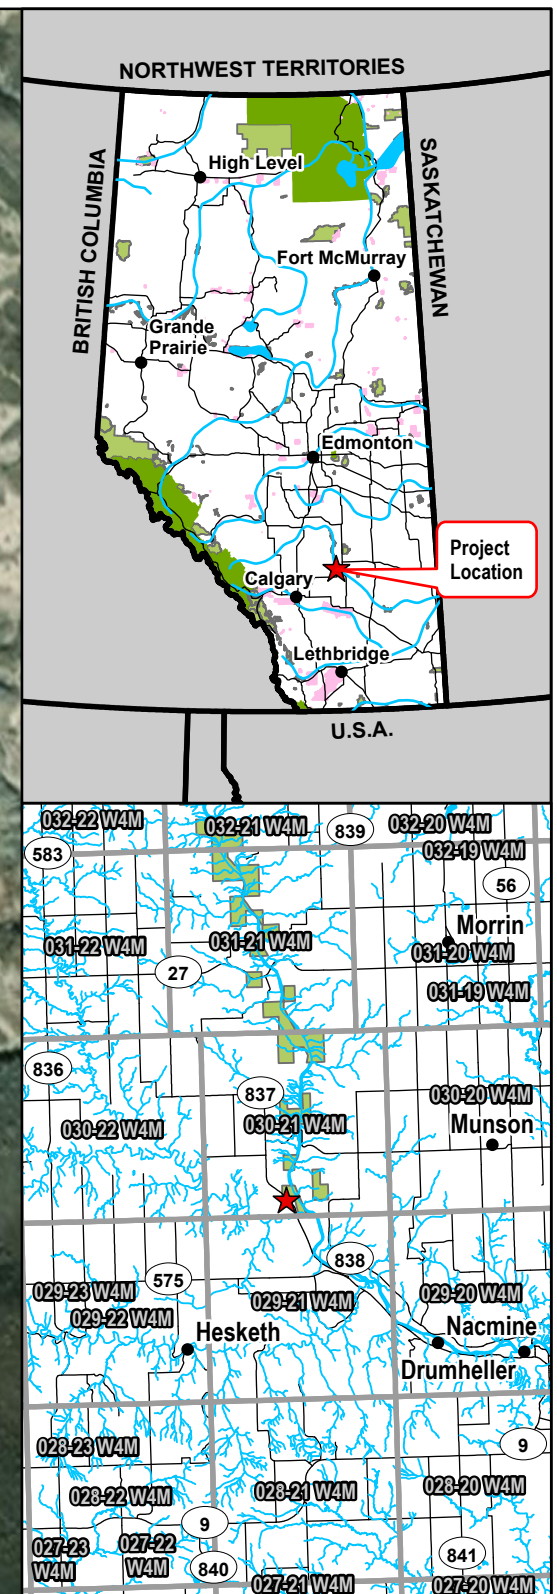 NORTHWEST TERRITORIES
BRITISH COLUMBIA
SASKATCHEWAN
High Level
Fort McMurray
Grande
Prairie
Edmonton
Project
Location
Calgary
Lethbridge
U.S.A.
032-22 W4M
032-21 W4M
839
032-20 W4M
583
032-19 W4M
56
Morrin
031-22 W4M
031-21 W4M
031-20 W4M
27
031-19 W4M
836
837
030-20 W4M
030-22 W4M
030-21 W4M
Munson
838
575
029-23 W4M
029-21 W4M
029-20 W4M
029-22 W4M
Hesketh
Nacmine
Drumheller
028-23 W4M
9
028-22 W4M
028-21 W4M
028-20 W4M
9
027-23
W4M
027-22
W4M
840
841
027-21 W4M
027-20 W4M